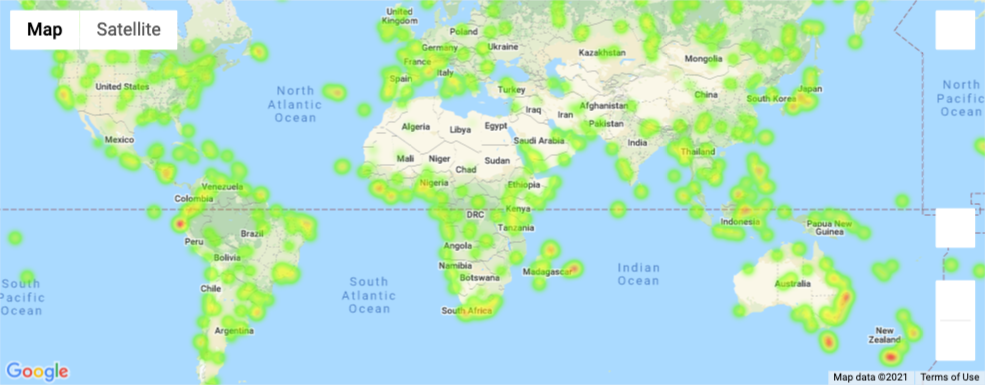 Map
Satellite
United
Kingdom
Poland
Germany
Ukraine
France
Kazakhstan
Mongolia
Italy
Spain
Turkey
United States
North
Atlantic
Ocean
China
Japan
South Korea
North
Pacific
Ocean
Afghanistan
Iraq
Iran
Pakistan
Algeria
Libya
Egypt
Saudi Arabia
India
Mexico
Mali
Niger
Chad
Sudan
Thailand
Nigeria
Ethiopia
Venezuela
Colombia
DRC
Kenya
Tanzania
Indonesia
Papua New
Guinea
Peru
Brazil
Bolivia
Angola
Namibia
Botswana
Madagascar
Indian
Ocean
South
Pacific
Ocean
South
Atlantic
Ocean
Chile
Australia
South Africa
Argentina
New
Zealand
Google
Map data ©2021
Terms of Use